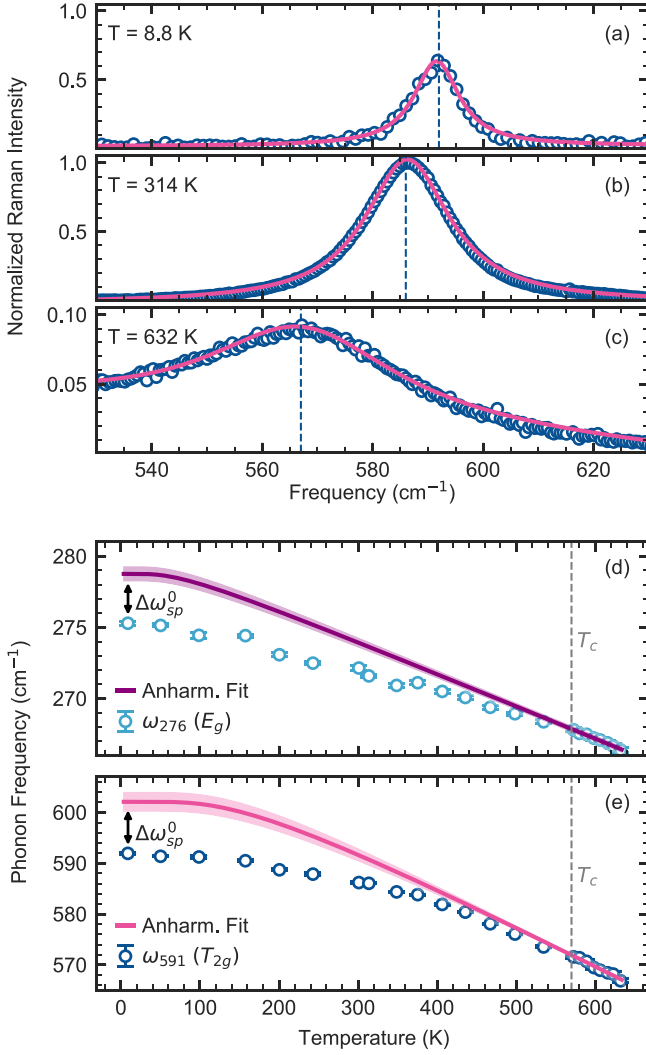 1.0
T = 8.8 K
(a)
0.5
1.0
T = 314 K
(b)
0.5
0.10
T = 632 K
(c)
0.05
540
560
580
600
620
Frequency (cm⁻¹)
Normalized Raman Intensity
280
(d)
Δω⁰sp
275
Tc
Anharm. Fit
270
ω₂₇₆ (Eg)
265
(e)
600
Δω⁰sp
590
Tc
580
Anharm. Fit
ω₅₉₁ (T₂g)
570
0
100
200
300
400
500
600
Temperature (K)
Phonon Frequency (cm⁻¹)